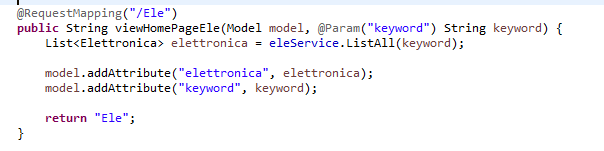 @RequestMapping("/Ele")
public String viewHomePageEle(Model model, @Param("keyword") String keyword) {
    List<Elettronica> elettronica = eleService.ListAll(keyword);

    model.addAttribute("elettronica", elettronica);
    model.addAttribute("keyword", keyword);

    return "Ele";
}